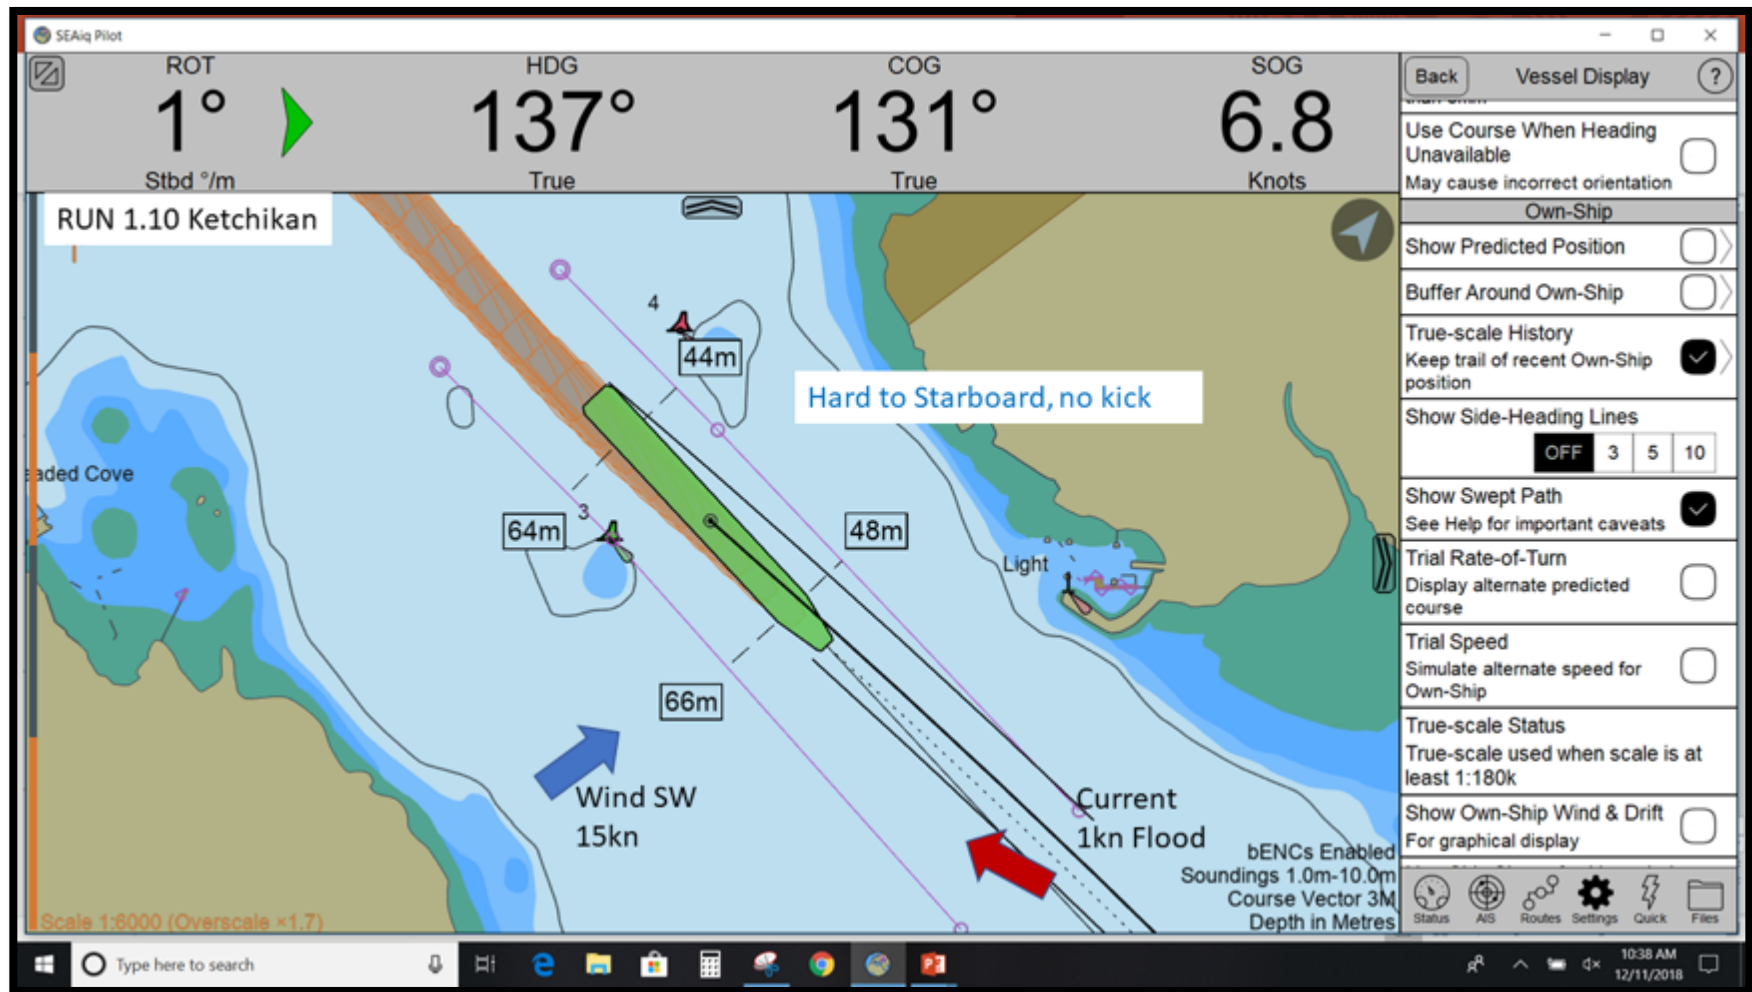 SEAiq Pilot
ROT
HDG
COG
SOG
1°
137°
131°
6.8
Stbd °/m
True
True
Knots
RUN 1.10 Ketchikan
4
44m
Hard to Starboard, no kick
aded Cove
3
64m
48m
Light
66m
Wind SW
15kn
Current
1kn Flood
bENCs Enabled
Soundings 1.0m-10.0m
Course Vector 3M
Depth in Metres
Scale 1:6000 (Overscale ×1.7)
Back
Vessel Display
?
Use Course When Heading
Unavailable
May cause incorrect orientation
Own-Ship
Show Predicted Position
Buffer Around Own-Ship
True-scale History
Keep trail of recent Own-Ship
position
Show Side-Heading Lines
OFF 3 5 10
Show Swept Path
See Help for important caveats
Trial Rate-of-Turn
Display alternate predicted
course
Trial Speed
Simulate alternate speed for
Own-Ship
True-scale Status
True-scale used when scale is at
least 1:180k
Show Own-Ship Wind & Drift
For graphical display
Status
AIS
Routes
Settings
Quick
Files
Type here to search
10:38 AM
12/11/2018